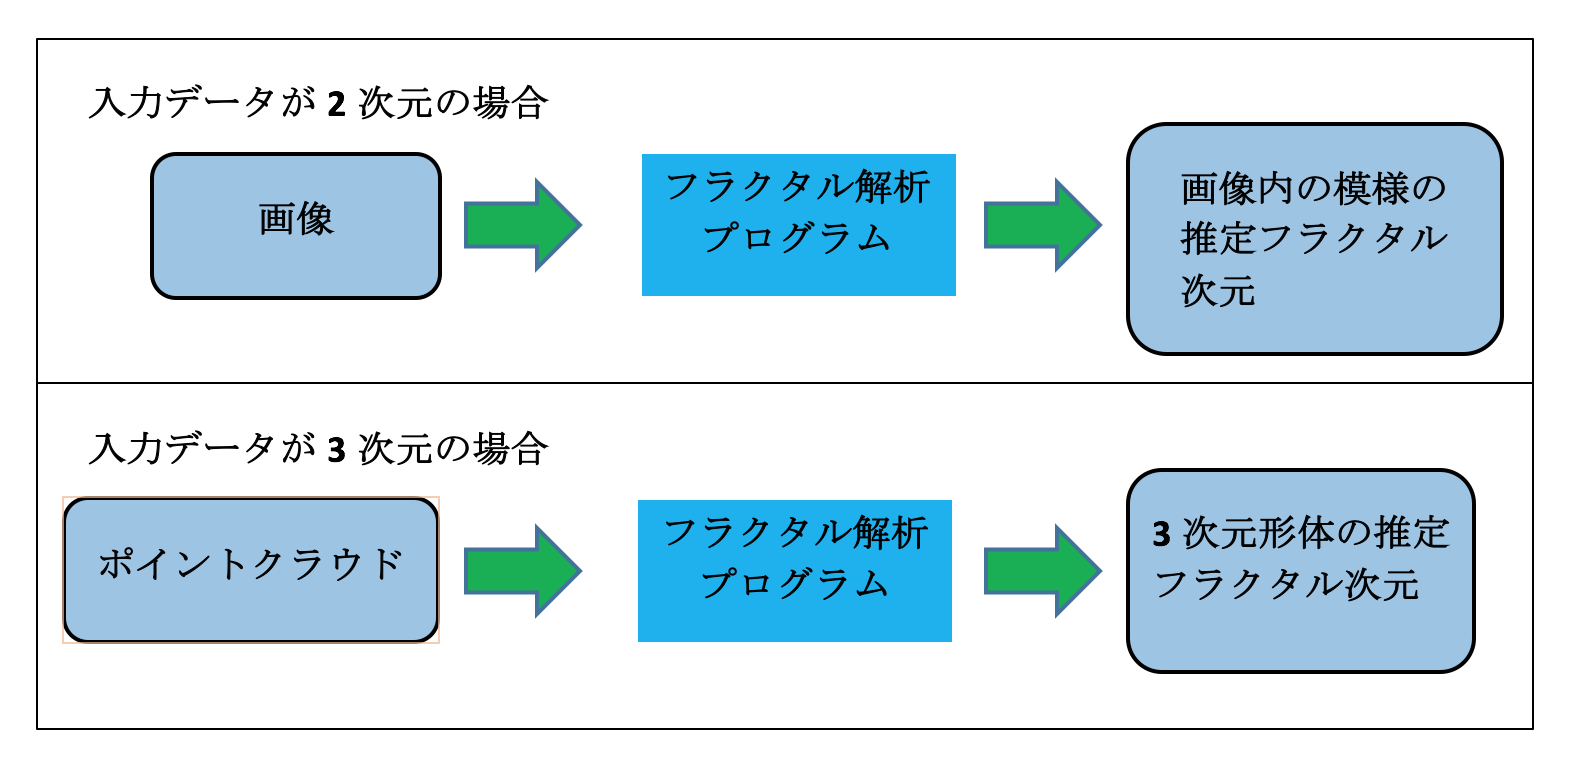 入力データが 2 次元の場合
画像
フラクタル解析
プログラム
画像内の模様の
推定フラクタル
次元
入力データが 3 次元の場合
ポイントクラウド
フラクタル解析
プログラム
3 次元形体の推定
フラクタル次元